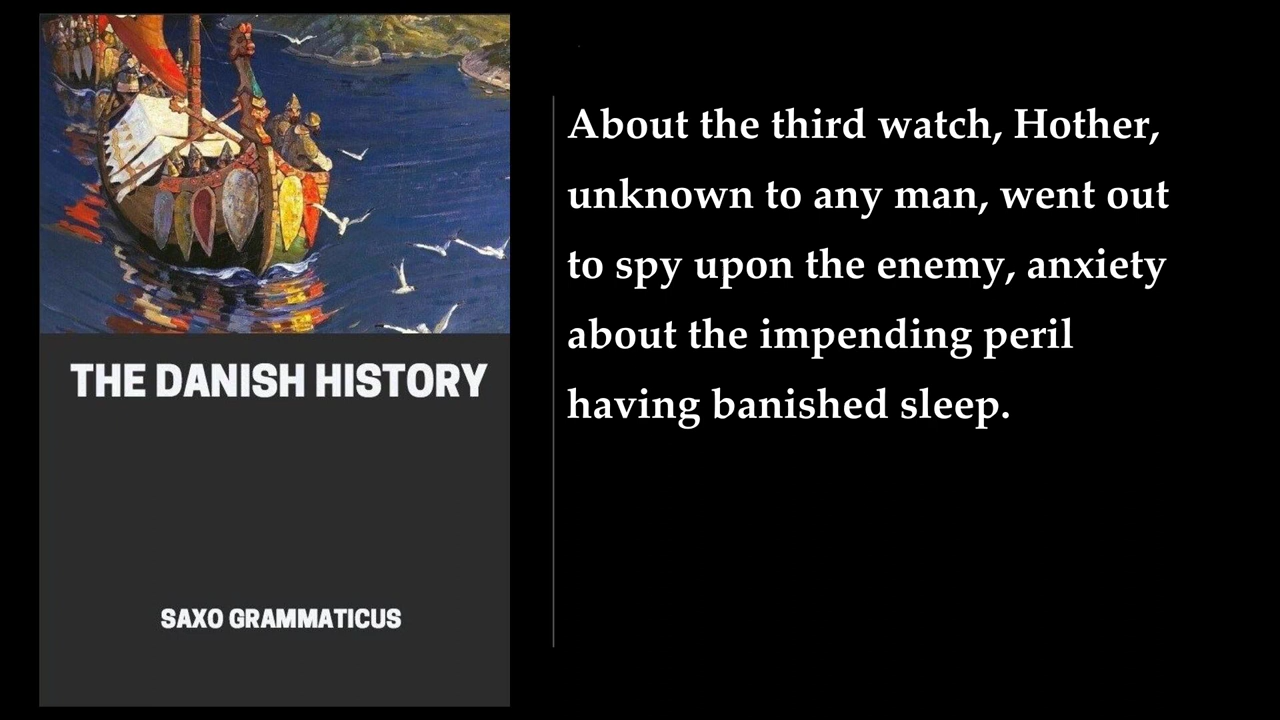 THE DANISH HISTORY
SAXO GRAMMATICUS
About the third watch, Hother,
unknown to any man, went out
to spy upon the enemy, anxiety
about the impending peril
having banished sleep.